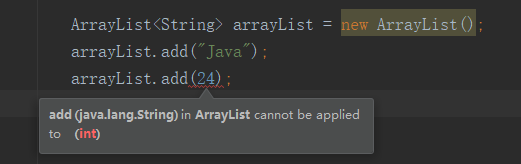 ArrayList<String> arrayList = new ArrayList();
arrayList.add("Java");
arrayList.add(24);
add (java.lang.String) in ArrayList cannot be applied
to (int)